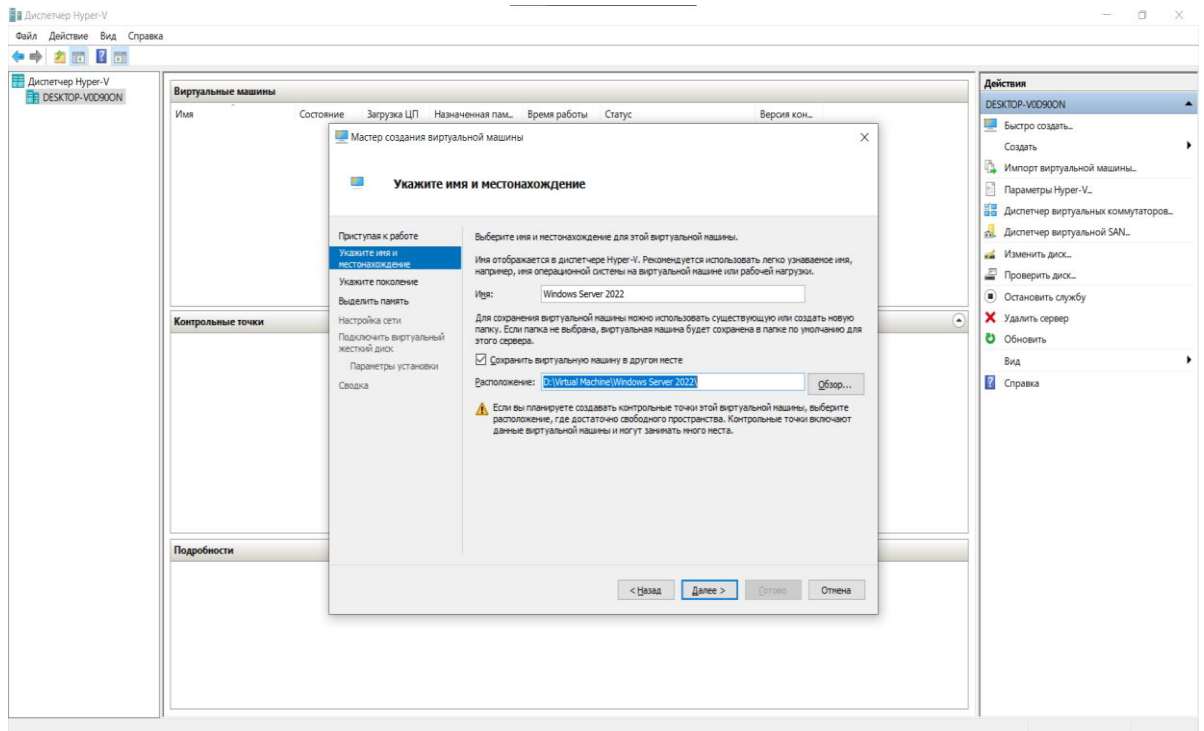 Диспетчер Hyper-V
Файл Действие Вид Справка
Диспетчер Hyper-V
DESKTOP-V0D90ON
Виртуальные машины
Имя Состояние Загрузка ЦП Назначенная пам... Время работы Статус Версия кон...
Контрольные точки
Подробности
Мастер создания виртуальной машины
Укажите имя и местонахождение
Приступая к работе
Укажите имя и
местонахождение
Укажите поколение
Выделить память
Настройка сети
Подключить виртуальный
жесткий диск
Параметры установки
Сводка
Выберите имя и местонахождение для этой виртуальной машины.
Имя отображается в диспетчере Hyper-V. Рекомендуется использовать легко узнаваемое имя,
например, имя операционной системы на виртуальной машине или рабочей нагрузки.
Имя: Windows Server 2022
Для сохранения виртуальной машины можно использовать существующую или создать новую
папку. Если папка не выбрана, виртуальная машина будет сохранена в папке по умолчанию для
этого сервера.
Сохранить виртуальную машину в другом месте
Расположение: D:\Virtual Machine\Windows Server 2022\ Обзор...
Если вы планируете создавать контрольные точки этой виртуальной машины, выберите
расположение, где достаточно свободного пространства. Контрольные точки включают
данные виртуальной машины и могут занимать много места.
< Назад Далее > Готово Отмена
Действия
DESKTOP-V0D90ON
Быстро создать...
Создать
Импорт виртуальной машины...
Параметры Hyper-V...
Диспетчер виртуальных коммутаторов...
Диспетчер виртуальной SAN...
Изменить диск...
Проверить диск...
Остановить службу
Удалить сервер
Обновить
Вид
Справка